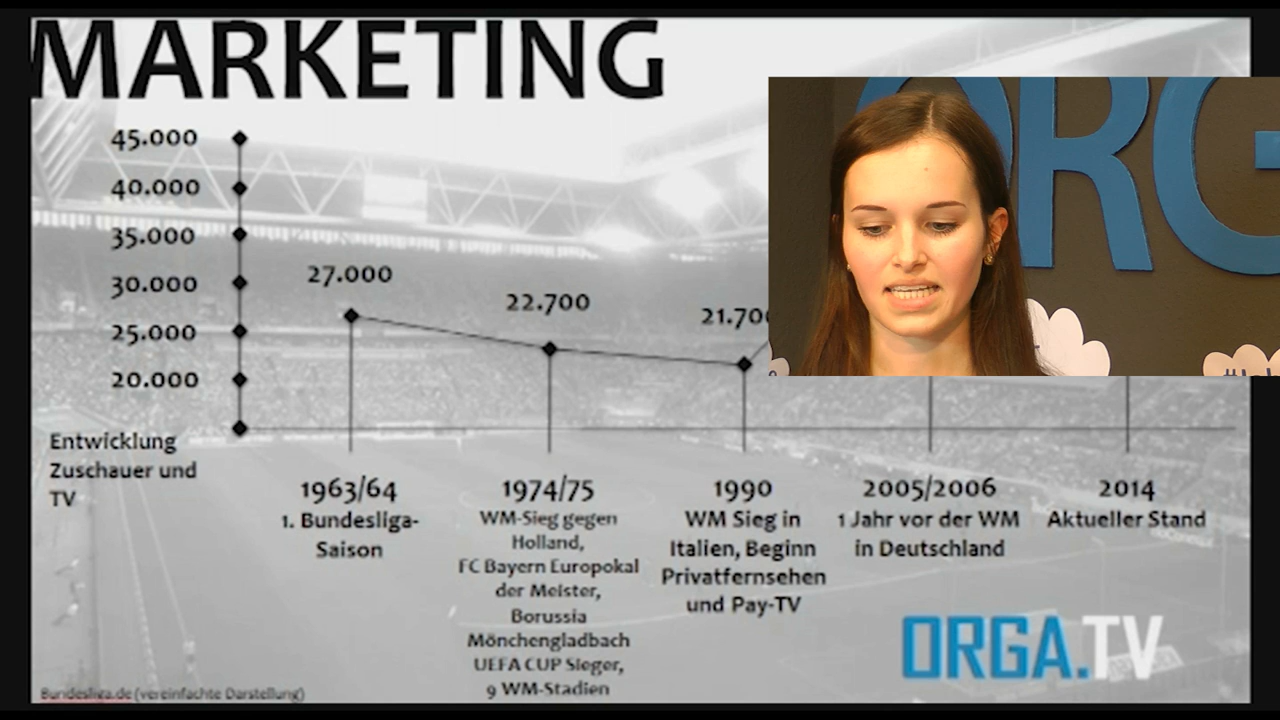 MARKETING
ORG
45.000
40.000
35.000
30.000
25.000
20.000
27.000
22.700
21.700
Entwicklung
Zuschauer und
TV
1963/64
1. Bundesliga-
Saison
1974/75
WM-Sieg gegen
Holland,
FC Bayern Europokal
der Meister,
Borussia
Mönchengladbach
UEFA CUP Sieger,
9 WM-Stadien
1990
WM Sieg in
Italien, Beginn
Privatfernsehen
und Pay-TV
2005/2006
1 Jahr vor der WM
in Deutschland
2014
Aktueller Stand
ORGA.TV
Bundesliga.de (vereinfachte Darstellung)